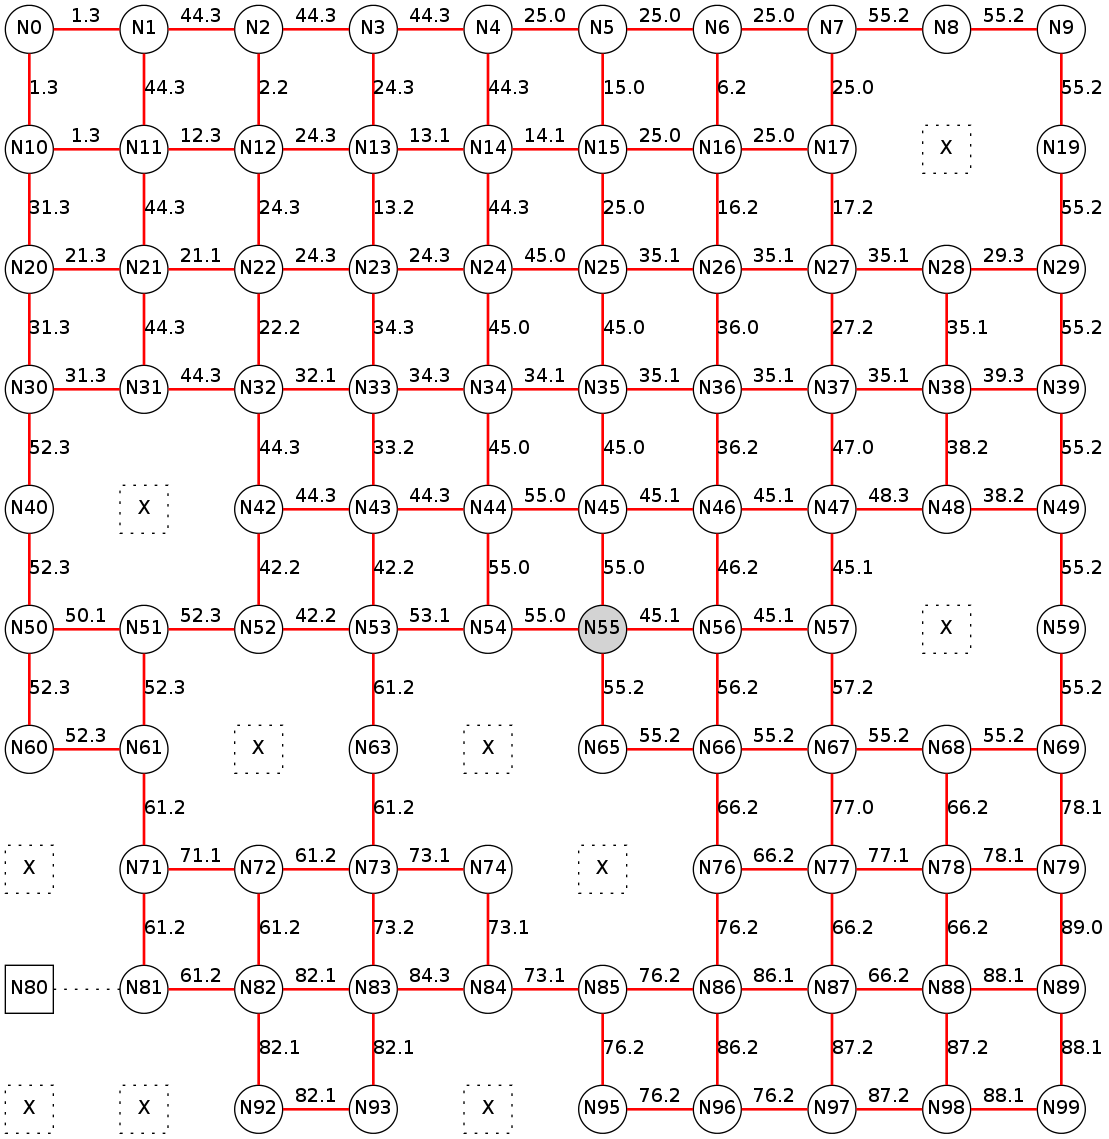 1.3 44.3 44.3 44.3 25.0 25.0 25.0 55.2 55.2
N0 N1 N2 N3 N4 N5 N6 N7 N8 N9
1.3 44.3 2.2 24.3 44.3 15.0 6.2 25.0 55.2
1.3 12.3 24.3 13.1 14.1 25.0 25.0
N10 N11 N12 N13 N14 N15 N16 N17 X N19
31.3 44.3 24.3 13.2 44.3 25.0 16.2 17.2 55.2
21.3 21.1 24.3 24.3 45.0 35.1 35.1 35.1 29.3
N20 N21 N22 N23 N24 N25 N26 N27 N28 N29
31.3 44.3 22.2 34.3 45.0 45.0 36.0 27.2 35.1 55.2
31.3 44.3 32.1 34.3 34.1 35.1 35.1 35.1 39.3
N30 N31 N32 N33 N34 N35 N36 N37 N38 N39
52.3 44.3 33.2 45.0 45.0 36.2 47.0 38.2 55.2
44.3 44.3 55.0 45.1 45.1 48.3 38.2
N40 X N42 N43 N44 N45 N46 N47 N48 N49
52.3 42.2 42.2 55.0 55.0 46.2 45.1 55.2
50.1 52.3 42.2 53.1 55.0 45.1 45.1
N50 N51 N52 N53 N54 N55 N56 N57 X N59
52.3 52.3 61.2 55.2 56.2 57.2 55.2
52.3 55.2 55.2 55.2 55.2
N60 N61 X N63 X N65 N66 N67 N68 N69
61.2 61.2 66.2 77.0 66.2 78.1
71.1 61.2 73.1 66.2 77.1 78.1
X N71 N72 N73 N74 X N76 N77 N78 N79
61.2 61.2 73.2 73.1 76.2 66.2 66.2 89.0
61.2 82.1 84.3 73.1 76.2 86.1 66.2 88.1
N80 N81 N82 N83 N84 N85 N86 N87 N88 N89
82.1 82.1 76.2 86.2 87.2 87.2 88.1
82.1 76.2 76.2 87.2 88.1
X X N92 N93 X N95 N96 N97 N98 N99